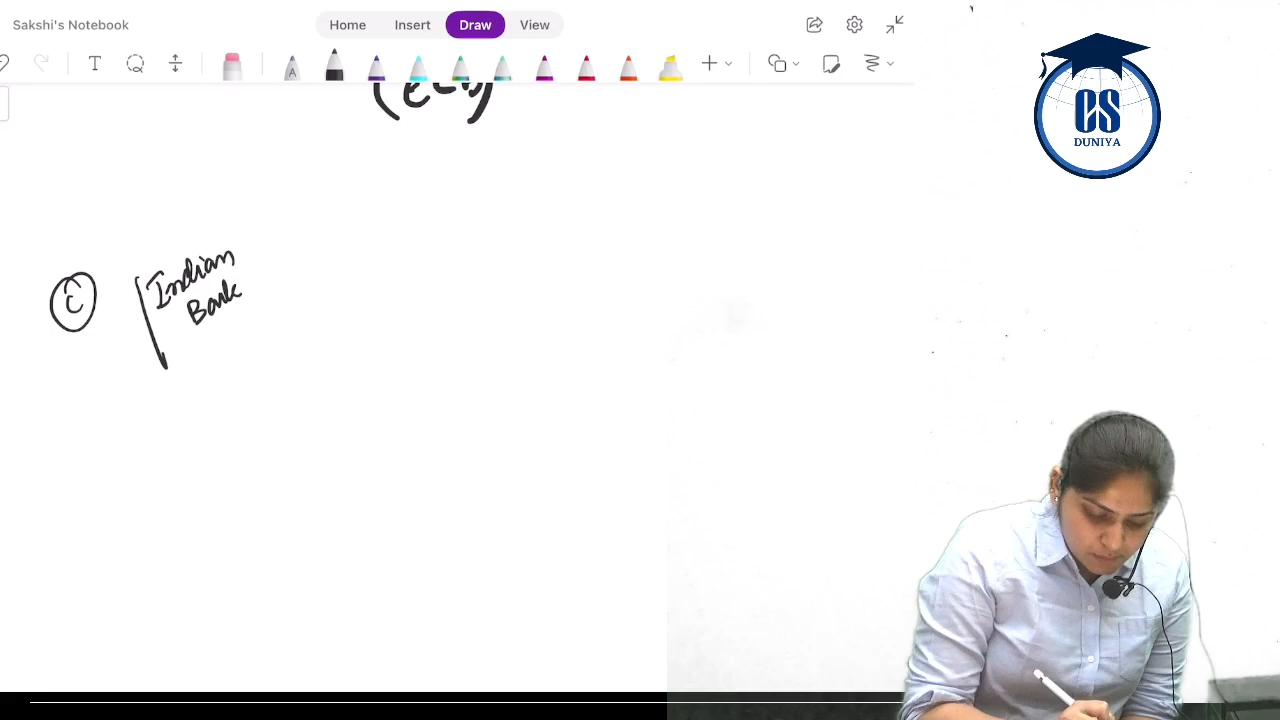 Sakshi's Notebook
Home Insert Draw View
T
A
CS
DUNIYA
C
Indian
Bank